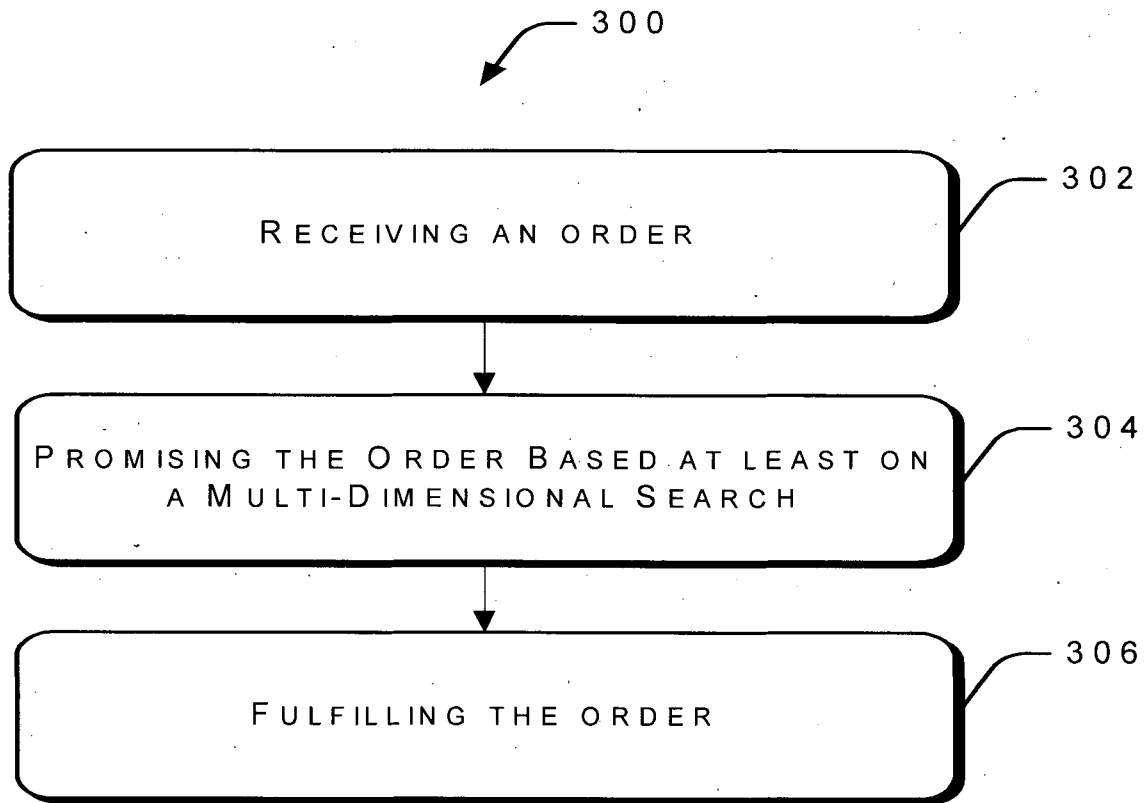 300
302
RECEIVING AN ORDER
304
PROMISING THE ORDER BASED AT LEAST ON
A MULTI-DIMENSIONAL SEARCH
306
FULFILLING THE ORDER